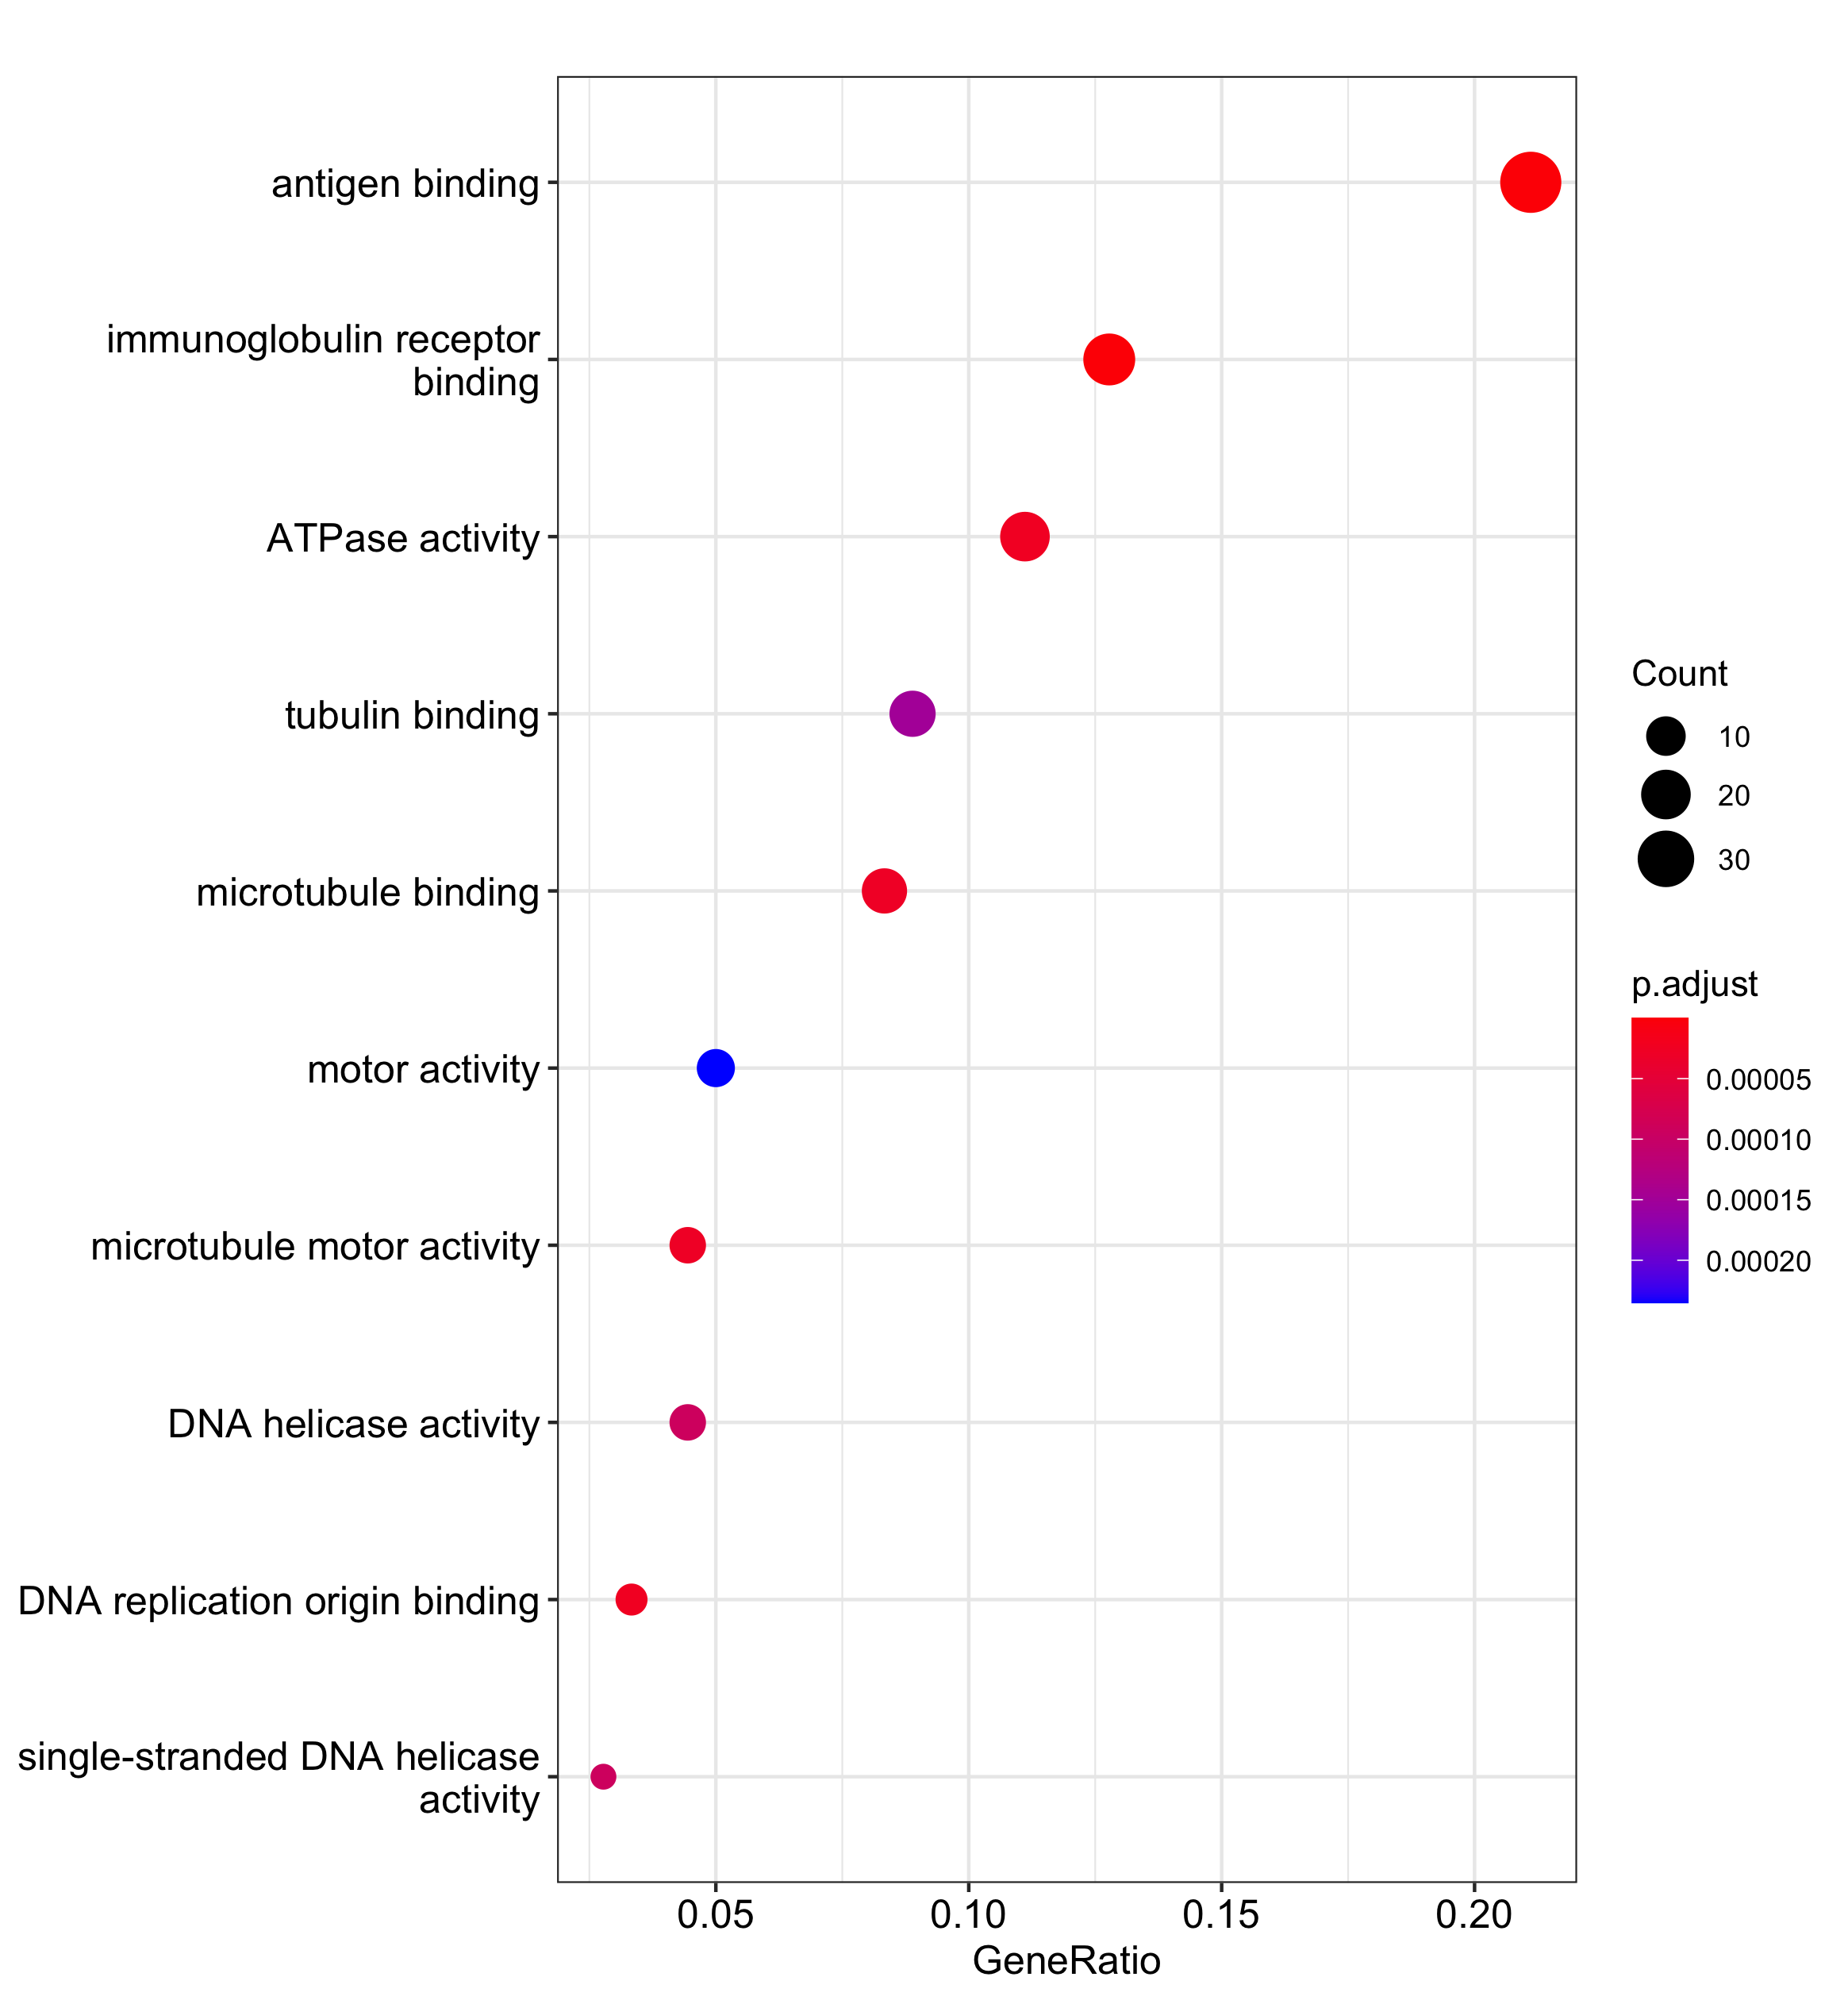 antigen binding
immunoglobulin receptor
binding
ATPase activity
tubulin binding
microtubule binding
motor activity
microtubule motor activity
DNA helicase activity
DNA replication origin binding
single-stranded DNA helicase
activity
0.05
0.10
0.15
0.20
GeneRatio
Count
10
20
30
p.adjust
0.00005
0.00010
0.00015
0.00020